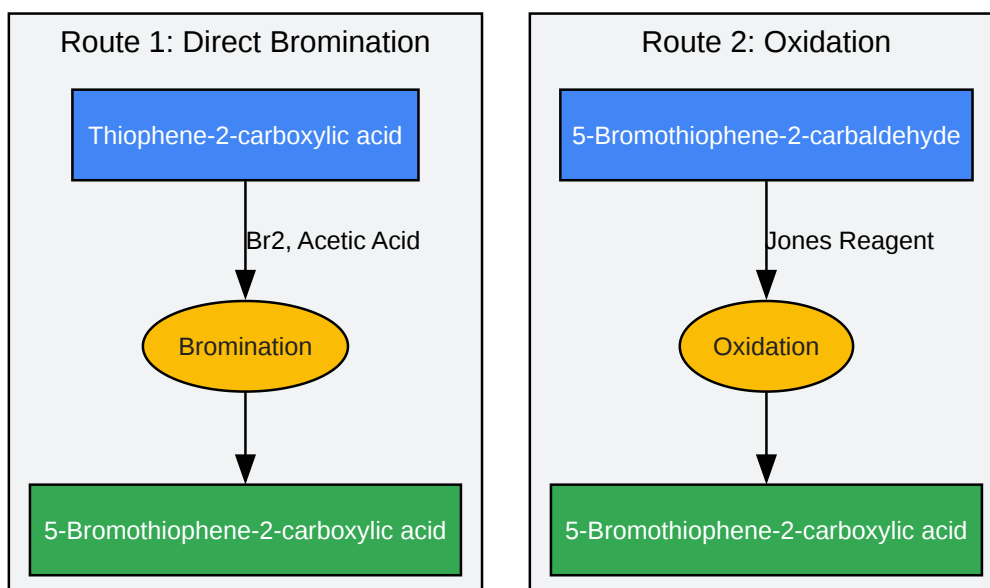 Route 1: Direct Bromination
Thiophene-2-carboxylic acid
Br2, Acetic Acid
Bromination
5-Bromothiophene-2-carboxylic acid
Route 2: Oxidation
5-Bromothiophene-2-carbaldehyde
Jones Reagent
Oxidation
5-Bromothiophene-2-carboxylic acid